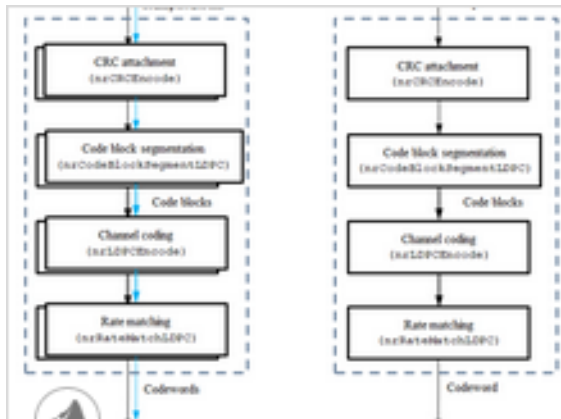 CRC attachment
(nrCRCEncode)
Code block segmentation
(nrCodeBlockSegmentLDPC)
Code blocks
Channel coding
(nrLDPCEncode)
Rate matching
(nrRateMatchLDPC)
Codewords
CRC attachment
(nrCRCEncode)
Code block segmentation
(nrCodeBlockSegmentLDPC)
Code blocks
Channel coding
(nrLDPCEncode)
Rate matching
(nrRateMatchLDPC)
Codeword